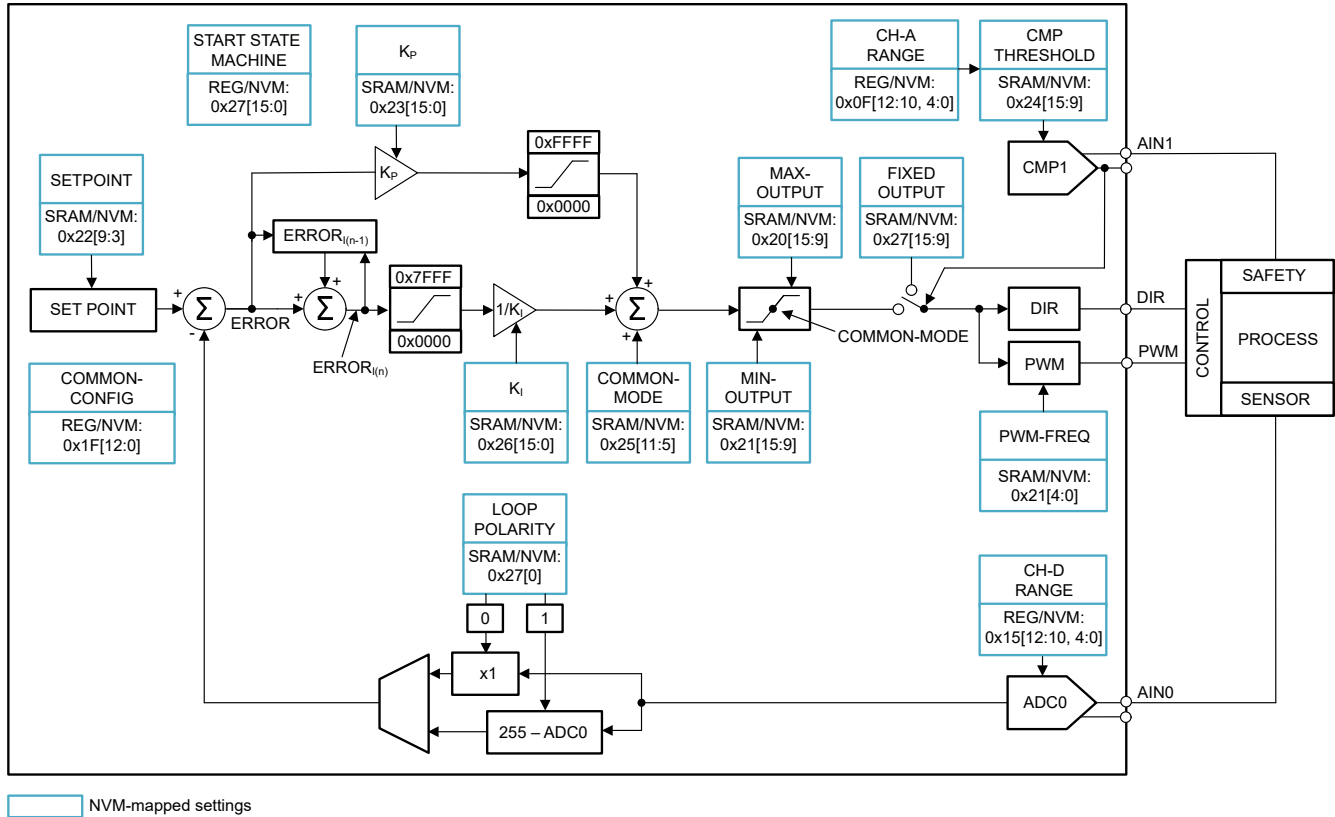 START STATE
MACHINE
REG/NVM:
0x27[15:0]
KP
SRAM/NVM:
0x23[15:0]
CH-A
RANGE
REG/NVM:
0x0F[12:10, 4:0]
CMP
THRESHOLD
SRAM/NVM:
0x24[15:9]
SETPOINT
SRAM/NVM:
0x22[9:3]
KP
0xFFFF
0x0000
MAX-
OUTPUT
SRAM/NVM:
0x20[15:9]
FIXED
OUTPUT
SRAM/NVM:
0x27[15:9]
CMP1
AIN1
ERRORI(n-1)
SET POINT
+
-
Σ
ERROR
+
+
Σ
ERRORI(n)
0x7FFF
0x0000
1/KI
+
+
+
Σ
COMMON-MODE
DIR
PWM
DIR
PWM
CONTROL
SAFETY
PROCESS
SENSOR
COMMON-
CONFIG
REG/NVM:
0x1F[12:0]
KI
SRAM/NVM:
0x26[15:0]
COMMON-
MODE
SRAM/NVM:
0x25[11:5]
MIN-
OUTPUT
SRAM/NVM:
0x21[15:9]
PWM-FREQ
SRAM/NVM:
0x21[4:0]
LOOP
POLARITY
SRAM/NVM:
0x27[0]
0
1
x1
255 – ADC0
CH-D
RANGE
REG/NVM:
0x15[12:10, 4:0]
ADC0
AIN0
NVM-mapped settings